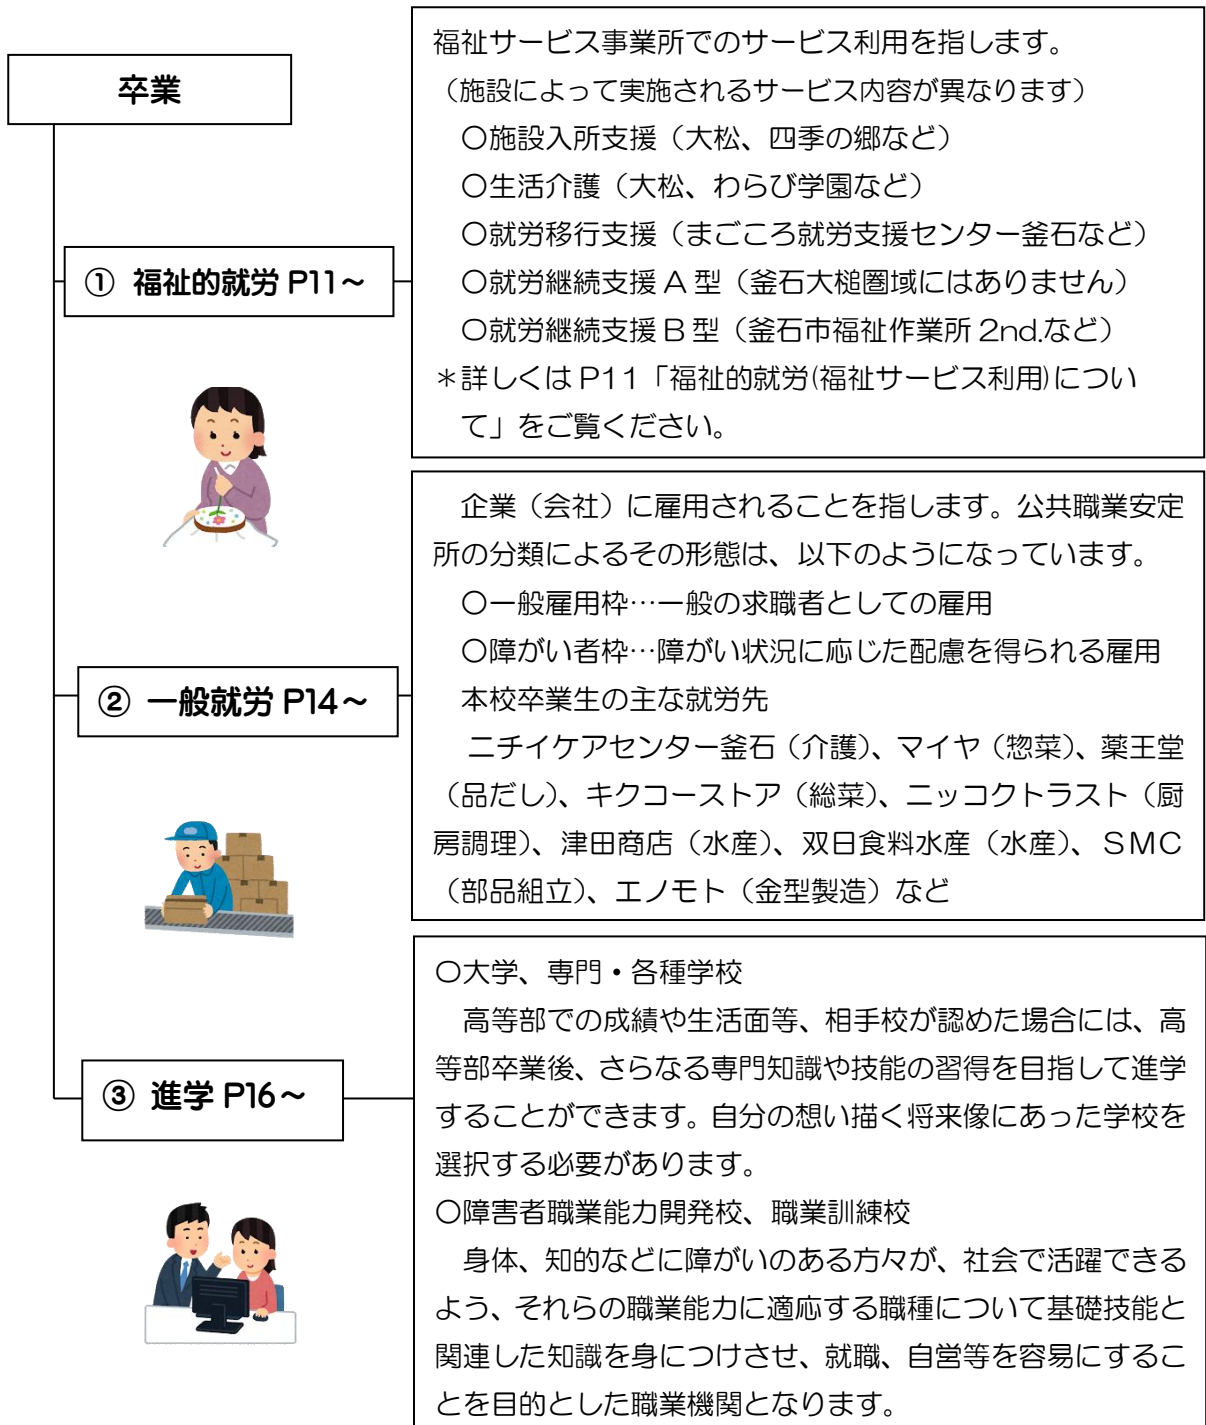 卒業
福祉サービス事業所でのサービス利用を指します。
（施設によって実施されるサービス内容が異なります）
〇施設入所支援（大松、四季の郷など）
〇生活介護（大松、わらび学園など）
〇就労移行支援（まごころ就労支援センター釜石など）
〇就労継続支援A型（釜石大槌圏域にはありません）
〇就労継続支援B型（釜石市福祉作業所2nd.など）
＊詳しくはP11「福祉的就労(福祉サービス利用)につい
て」をご覧ください。
① 福祉的就労 P11～
企業（会社）に雇用されることを指します。公共職業安定
所の分類によるその形態は、以下のようになっています。
〇一般雇用枠…一般の求職者としての雇用
〇障がい者枠…障がい状況に応じた配慮を得られる雇用
本校卒業生の主な就労先
ニチイケアセンター釜石（介護）、マイヤ（惣菜）、薬王堂
（品だし）、キクコーストア（総菜）、ニッコクトラスト（厨
房調理）、津田商店（水産）、双日食料水産（水産）、ＳＭＣ
（部品組立）、エノモト（金型製造）など
② 一般就労 P14～
〇大学、専門・各種学校
高等部での成績や生活面等、相手校が認めた場合には、高
等部卒業後、さらなる専門知識や技能の習得を目指して進学
することができます。自分の想い描く将来像にあった学校を
選択する必要があります。
〇障害者職業能力開発校、職業訓練校
身体、知的などに障がいのある方々が、社会で活躍できる
よう、それらの職業能力に適応する職種について基礎技能と
関連した知識を身につけさせ、就職、自営等を容易にするこ
とを目的とした職業機関となります。
③ 進学 P16～